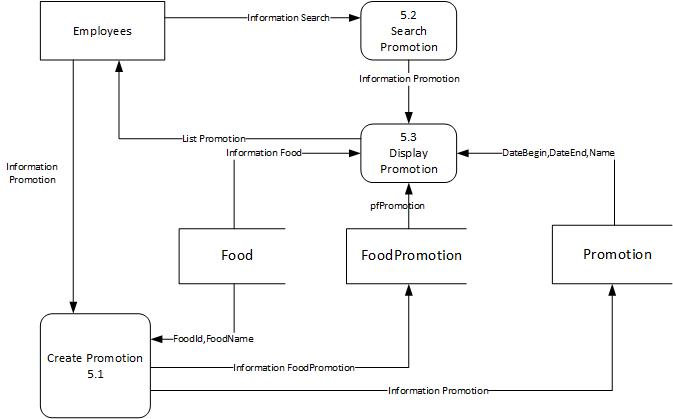 Employees
Information Search
5.2
Search
Promotion
Information Promotion
List Promotion
Information Food
5.3
Display
Promotion
DateBegin,DateEnd,Name
Information
Promotion
pfPromotion
Food
FoodPromotion
Promotion
FoodId,FoodName
Create Promotion
5.1
Information FoodPromotion
Information Promotion